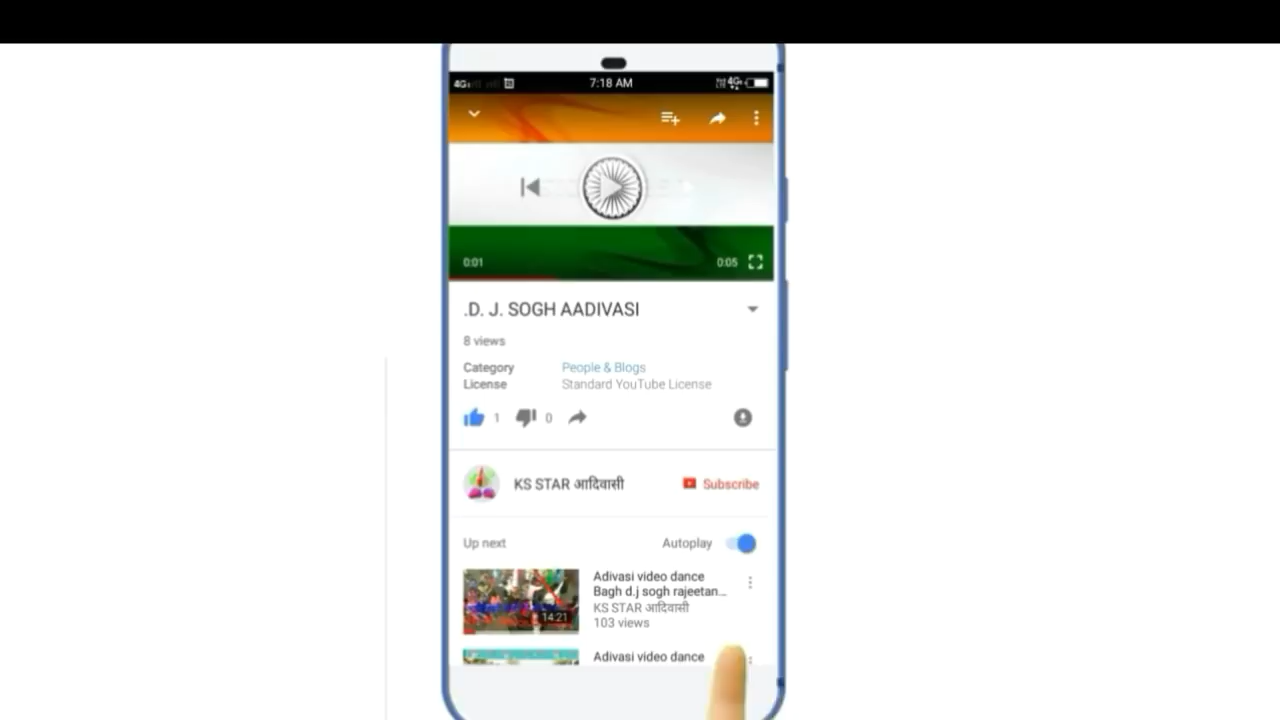 4G 7:18 AM 4G
0:01 0:05
.D. J. SOGH AADIVASI
8 views
Category People & Blogs
License Standard YouTube License
1 0
KS STAR आदिवासी Subscribe
Up next Autoplay
Adivasi video dance
Bagh d.j sogh rajeetan...
KS STAR आदिवासी
103 views
14:21
Adivasi video dance